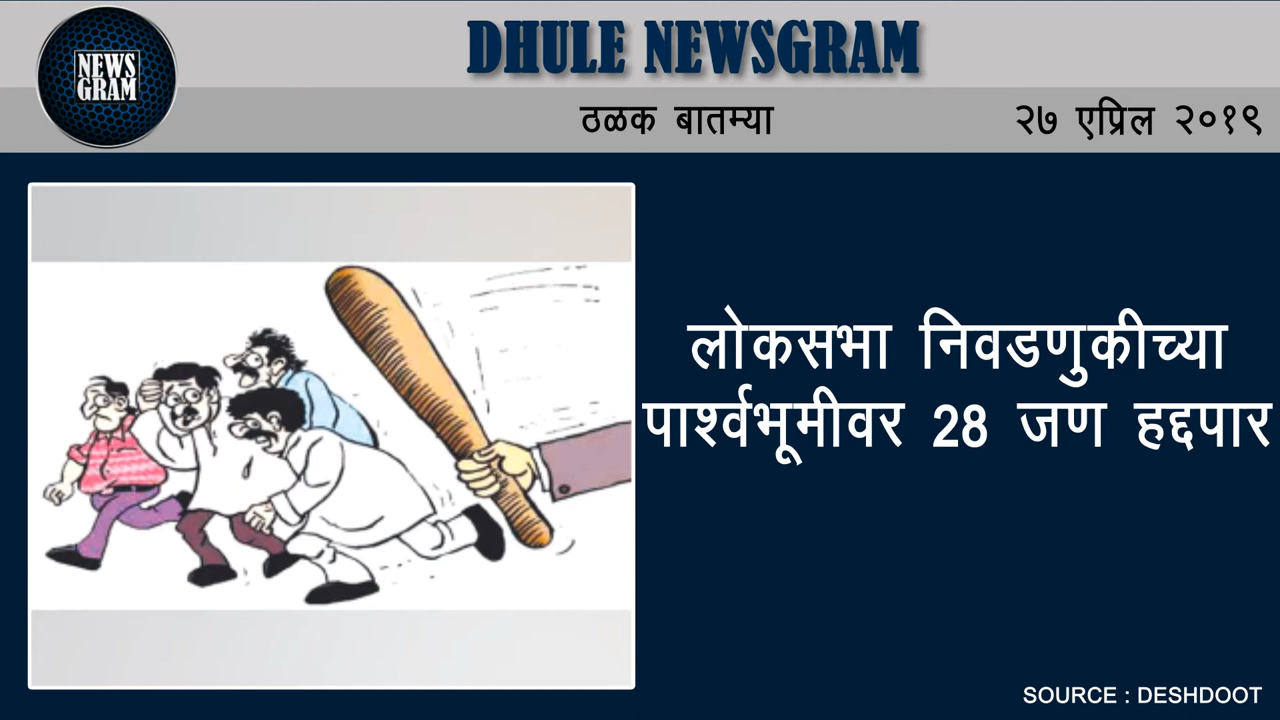 NEWS
GRAM
DHULE NEWSGRAM
ठळक बातम्या
२७ एप्रिल २०१९
लोकसभा निवडणुकीच्या
पार्श्वभूमीवर 28 जण हद्दपार
SOURCE : DESHDOOT